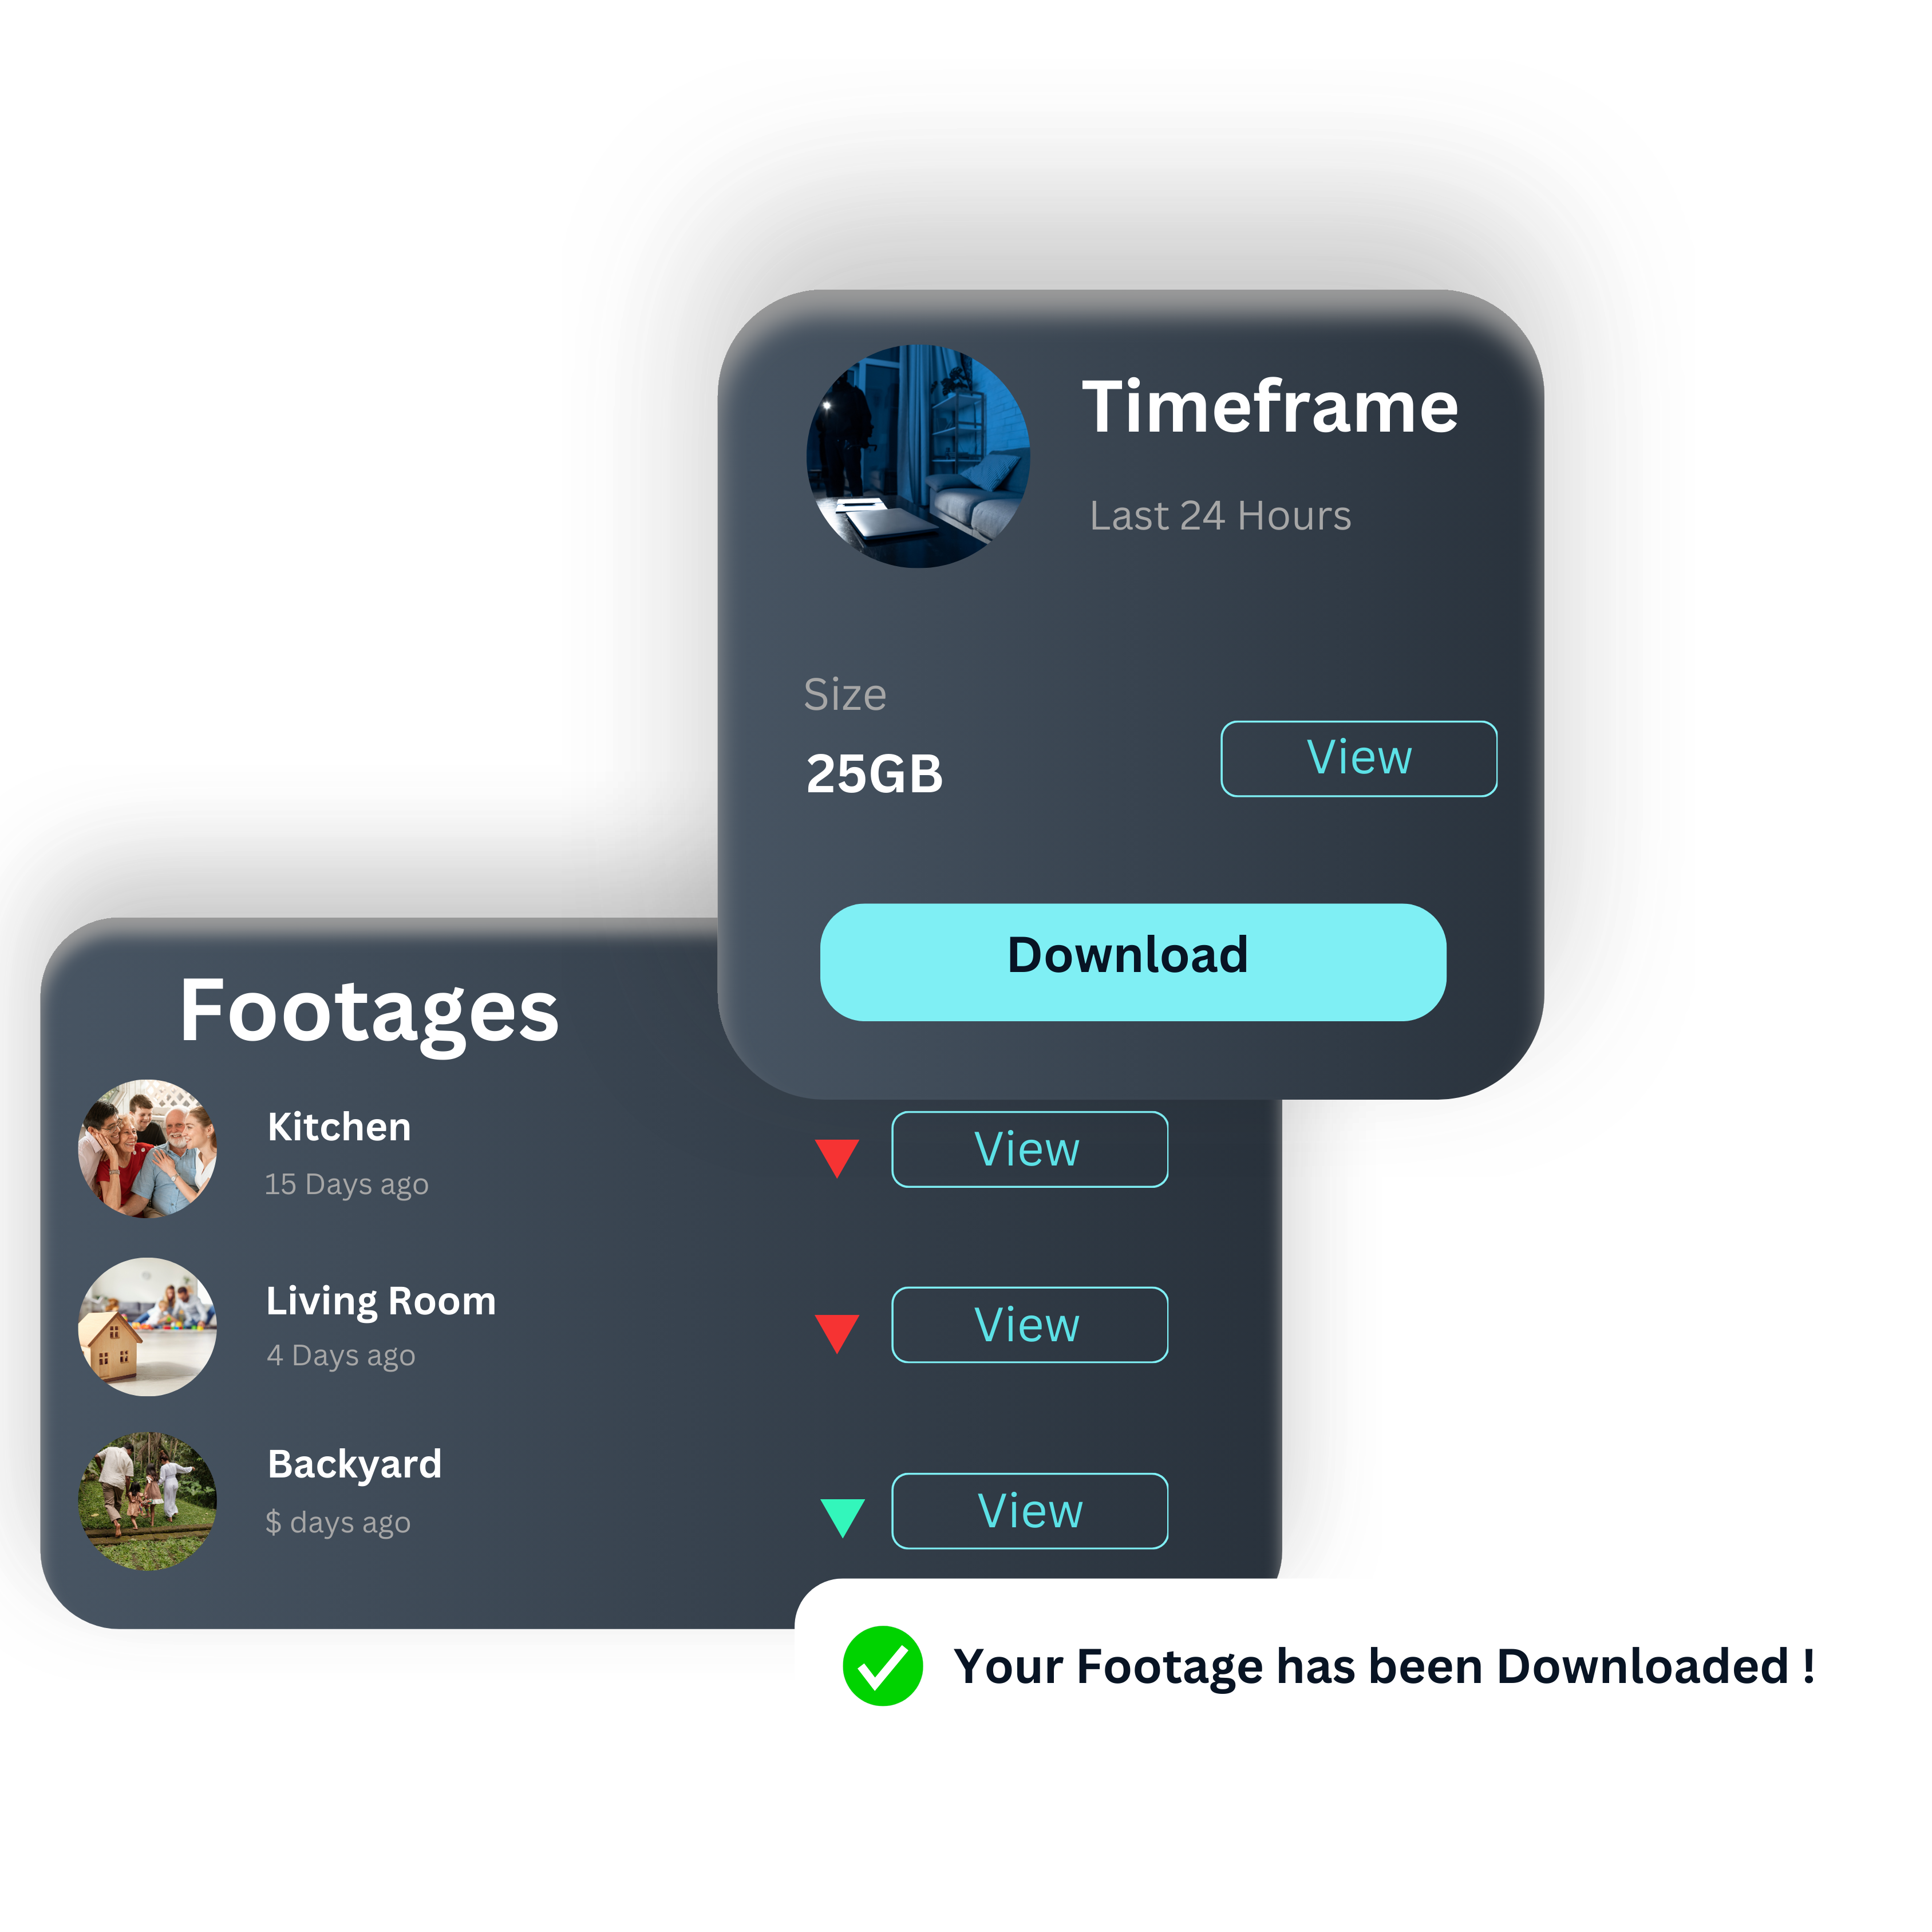 Timeframe
Last 24 Hours
Size
25GB
View
Download
Footages
Kitchen
15 Days ago
View
Living Room
4 Days ago
View
Backyard
$ days ago
View
Your Footage has been Downloaded !